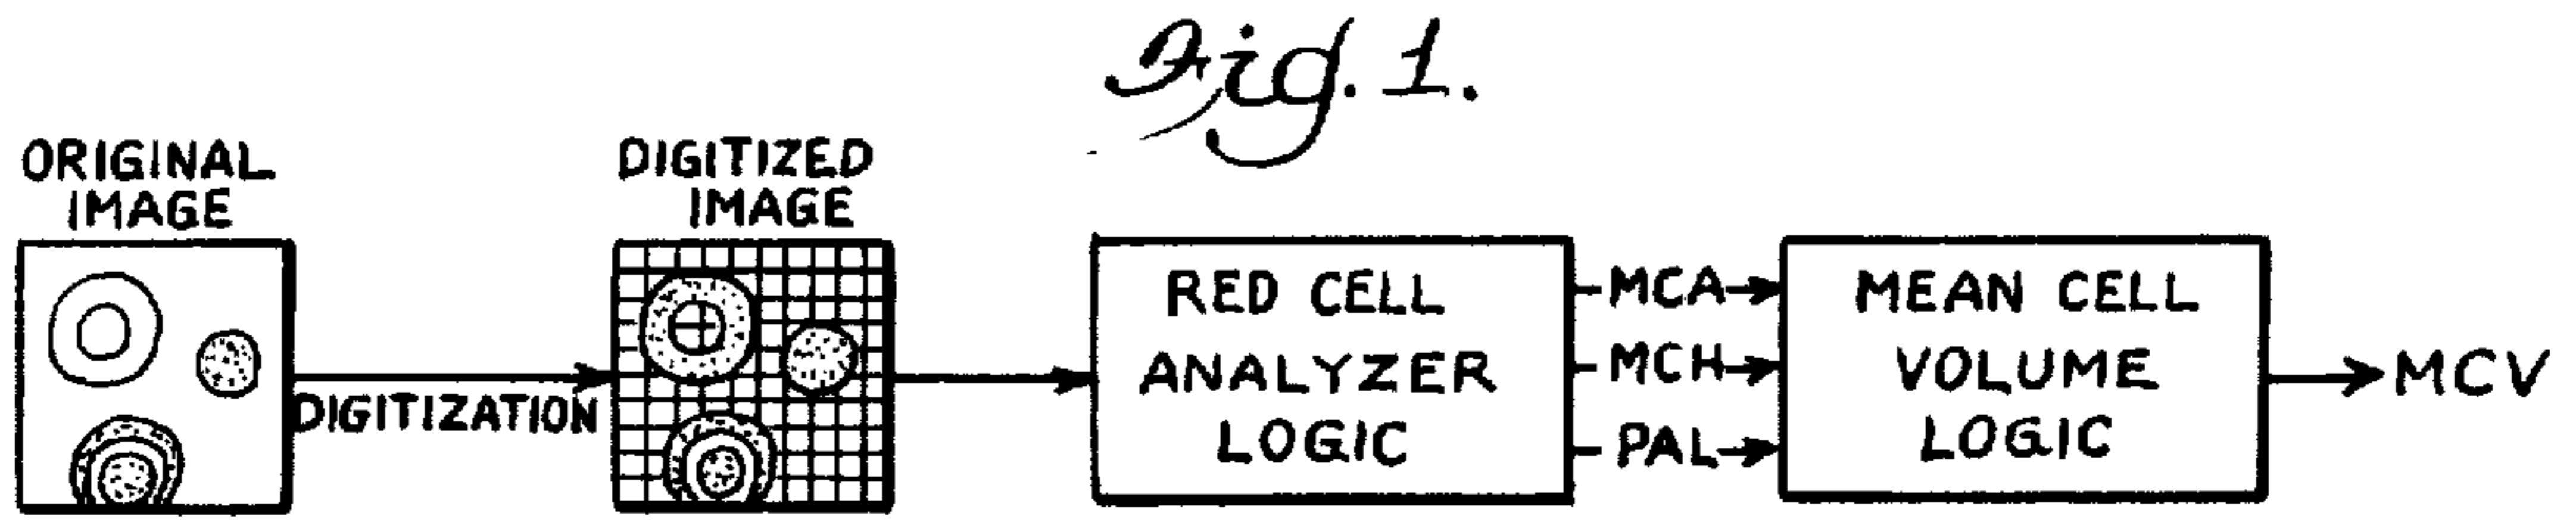 Fig. 1.
ORIGINAL
IMAGE
DIGITIZATION
DIGITIZED
IMAGE
RED CELL
ANALYZER
LOGIC
MCA
MCH
PAL
MEAN CELL
VOLUME
LOGIC
MCV